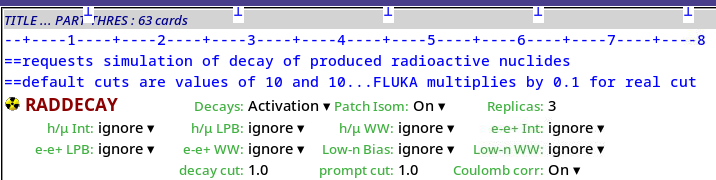 TITLE ... PART THRES : 63 cards
--+----1----+----2----+----3----+----4----+----5----+----6----+----7----+----8
==requests simulation of decay of produced radioactive nuclides
==default cuts are values of 10 and 10...FLUKA multiplies by 0.1 for real cut
RADDECAY Decays: Activation ▾ Patch Isom: On ▾ Replicas: 3
h/μ Int: ignore ▾ h/μ LPB: ignore ▾ h/μ WW: ignore ▾ e-e+ Int: ignore ▾
e-e+ LPB: ignore ▾ e-e+ WW: ignore ▾ Low-n Bias: ignore ▾ Low-n WW: ignore ▾
decay cut: 1.0 prompt cut: 1.0 Coulomb corr: On ▾